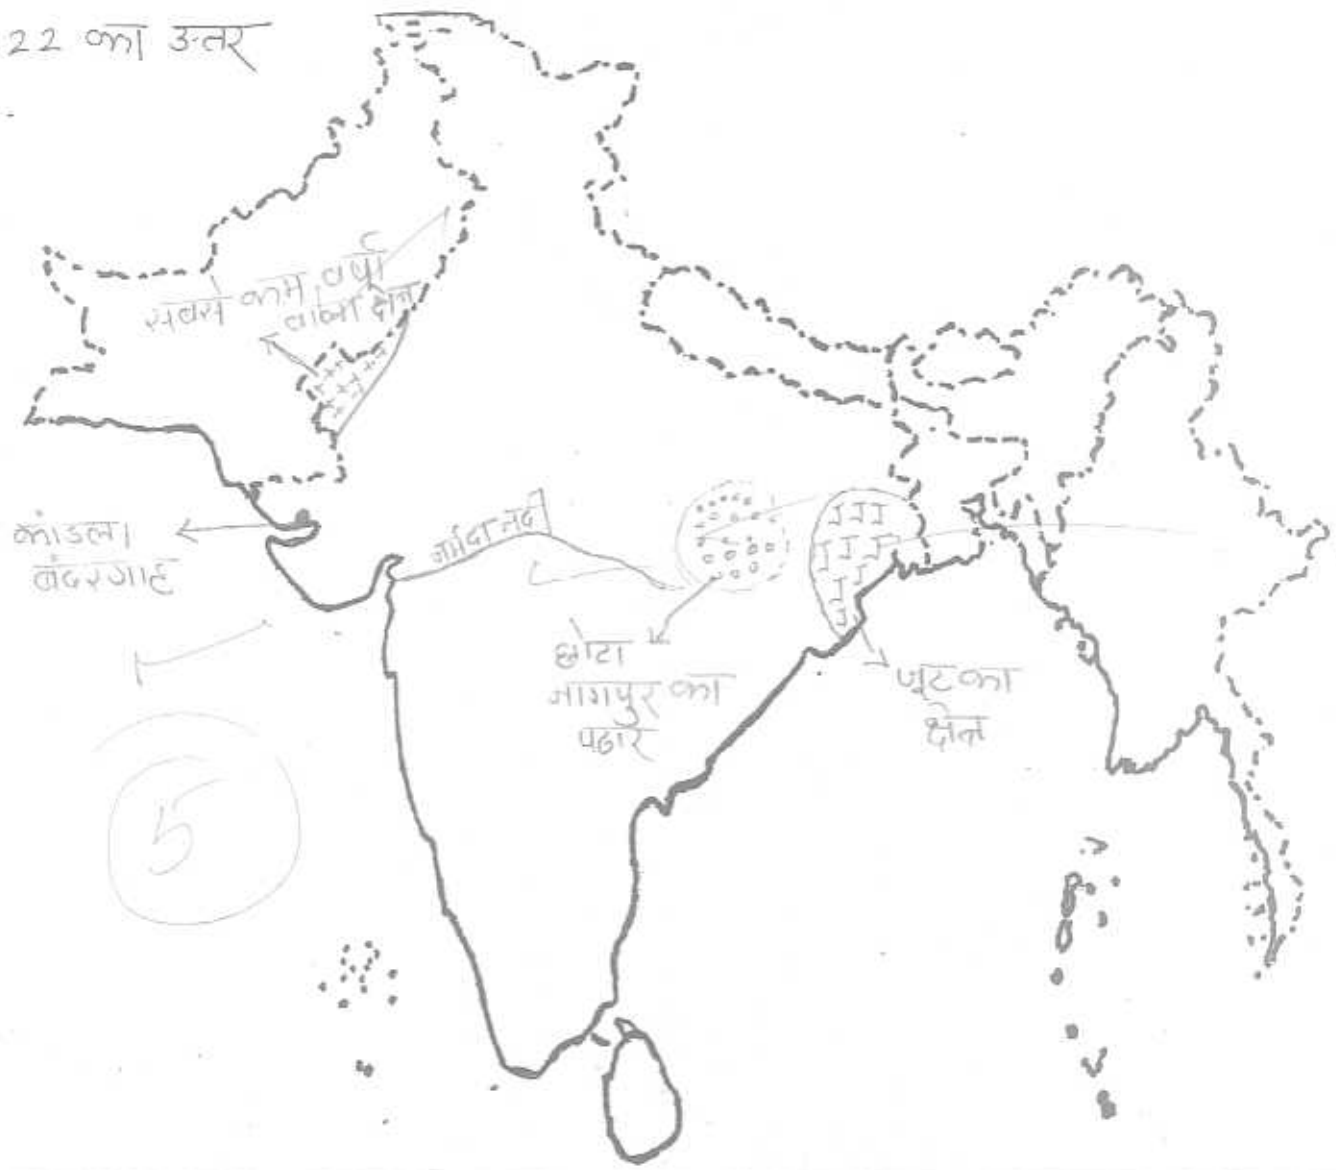 22 का उत्तर
सबसे कम वर्षा
वाला क्षेत्र
कांडला
बंदरगाह
नर्मदा नदी
छोटा
नागपुर का
पठार
जूट का
क्षेत्र
J J J
J J J J
J J
J J
J
J
5